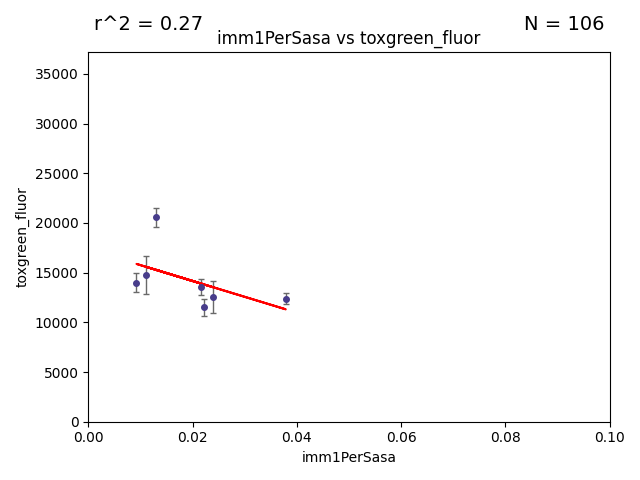 r^2 = 0.27
N = 106
imm1PerSasa vs toxgreen_fluor
35000
30000
25000
20000
15000
10000
5000
0
toxgreen_fluor
0.00 0.02 0.04 0.06 0.08 0.10
imm1PerSasa